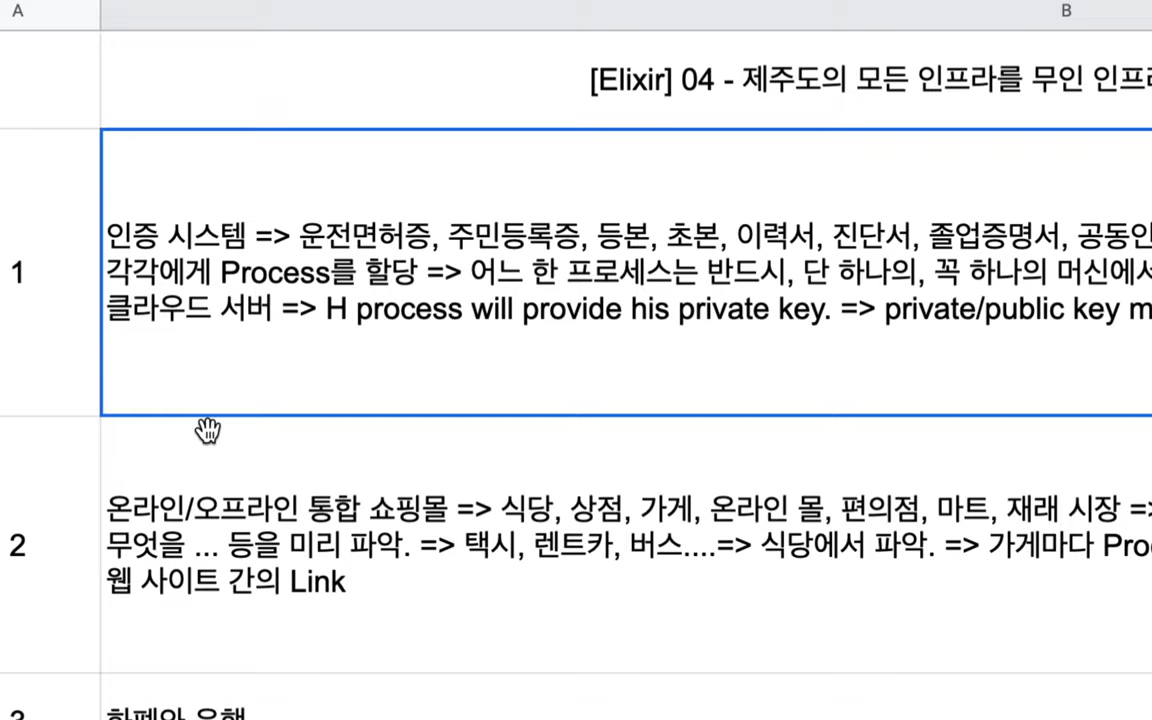 A
B
[Elixir] 04 - 제주도의 모든 인프라를 무인 인프
1
인증 시스템 => 운전면허증, 주민등록증, 등본, 초본, 이력서, 진단서, 졸업증명서, 공동인
각각에게 Process를 할당 => 어느 한 프로세스는 반드시, 단 하나의, 꼭 하나의 머신에서
클라우드 서버 => H process will provide his private key. => private/public key m
2
온라인/오프라인 통합 쇼핑몰 => 식당, 상점, 가게, 온라인 몰, 편의점, 마트, 재래 시장 =>
무엇을 ... 등을 미리 파악. => 택시, 렌트카, 버스....=> 식당에서 파악. => 가게마다 Pro
웹 사이트 간의 Link
3
화폐와 은행